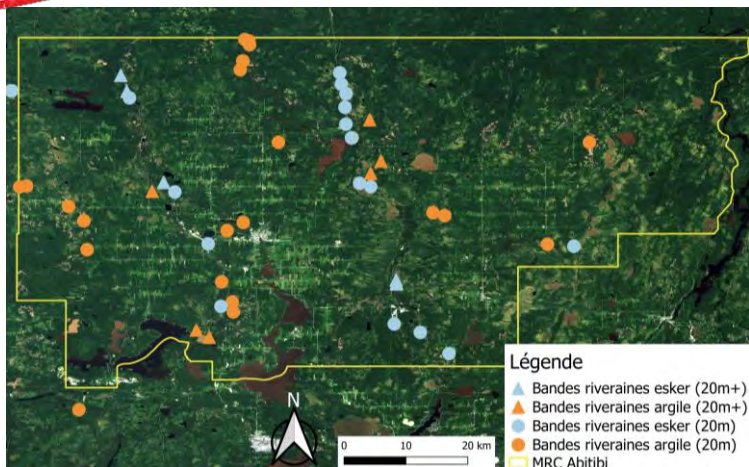 Légende
Bandes riveraines esker (20m+)
Bandes riveraines argile (20m+)
Bandes riveraines esker (20m)
Bandes riveraines argile (20m)
MRC Abitibi
N
0 10 20 km